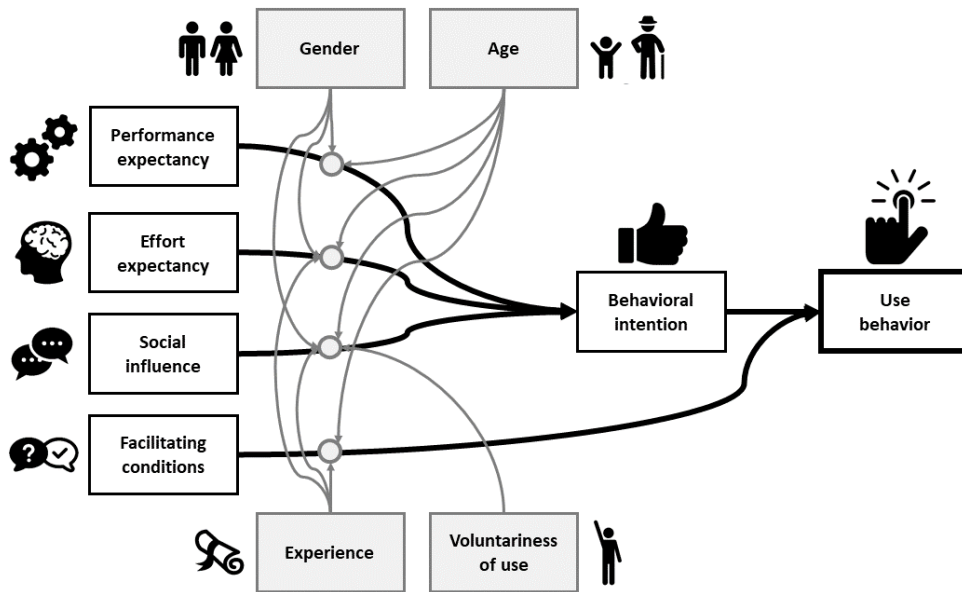 Gender
Age
Performance
expectancy
Effort
expectancy
Behavioral
intention
Use
behavior
Social
influence
?
Facilitating
conditions
Experience
Voluntariness
of use